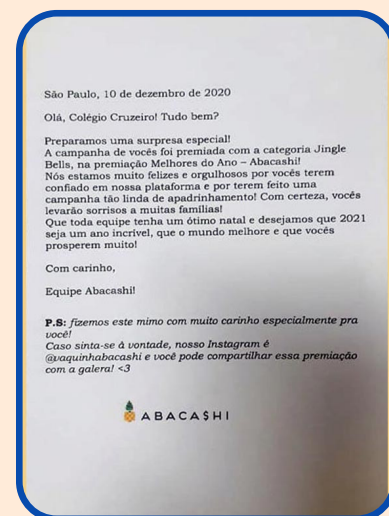 São Paulo, 10 de dezembro de 2020
Olá, Colégio Cruzeiro! Tudo bem?
Preparamos uma surpresa especial!
A campanha de vocês foi premiada com a categoria Jingle
Bells, na premiação Melhores do Ano – Abacashi!
Nós estamos muito felizes e orgulhosos por vocês terem
confiado em nossa plataforma e por terem feito uma
campanha tão linda de apadrinhamento! Com certeza, vocês
levarão sorrisos a muitas famílias!
Que toda equipe tenha um ótimo natal e desejamos que 2021
seja um ano incrível, que o mundo melhore e que vocês
prosperem muito!
Com carinho,
Equipe Abacashi!
P.S: fizemos este mimo com muito carinho especialmente pra
você!
Caso sinta-se à vontade, nosso Instagram é
@vaquinhabacashi e você pode compartilhar essa premiação
com a galera! <3
ABACA$HI